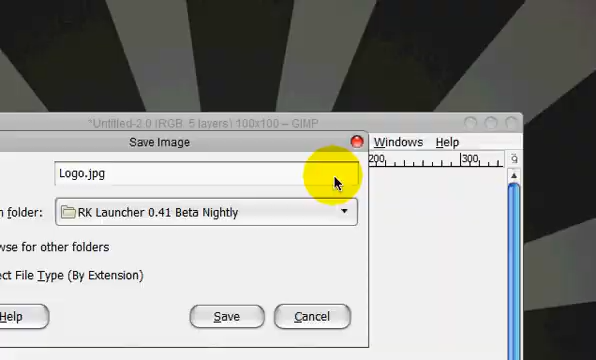 *Untitled-2.0 (RGB, 5 layers) 100x100 – GIMP
Save Image
Windows Help
Logo.jpg
200 300
folder:
RK Launcher 0.41 Beta Nightly
wse for other folders
ect File Type (By Extension)
Help
Save
Cancel